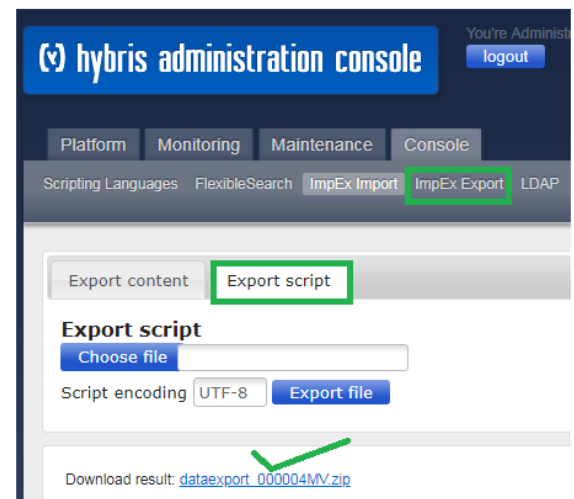 You're Administ
(y) hybris administration console
logout
Platform Monitoring Maintenance Console
Scripting Languages FlexibleSearch ImpEx Import ImpEx Export LDAP
Export content Export script
Export script
Choose file
Script encoding UTF-8 Export file
Download result: dataexport_000004MV.zip